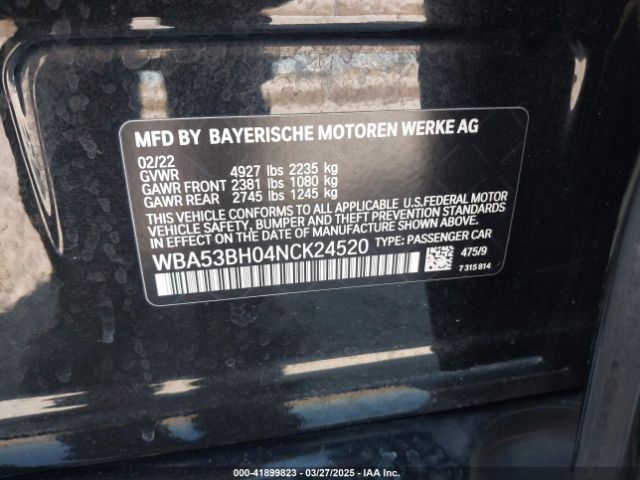 MFD BY BAYERISCHE MOTOREN WERKE AG
02/22
GVWR 4927 lbs 2235 kg
GAWR FRONT 2381 lbs 1080 kg
GAWR REAR 2745 lbs 1245 kg
THIS VEHICLE CONFORMS TO ALL APPLICABLE U.S.FEDERAL MOTOR
VEHICLE SAFETY, BUMPER, AND THEFT PREVENTION STANDARDS
IN EFFECT ON THE DATE OF MANUFACTURE SHOWN ABOVE.
WBA53BH04NCK24520 TYPE: PASSENGER CAR
475/9
7 315 814
© 00-41899823 — 03/27/2025 — IAA Inc.